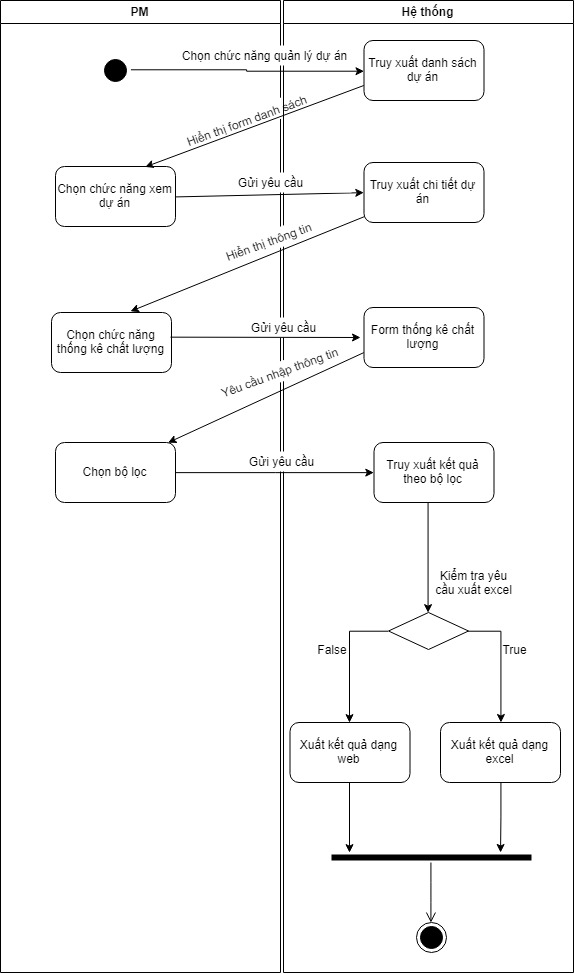 PM
Hệ thống
Chọn chức năng quản lý dự án
Truy xuất danh sách
dự án
Hiễn thị form danh sách
Chọn chức năng xem
dự án
Gửi yêu cầu
Truy xuất chi tiết dự
án
Hiễn thị thông tin
Chọn chức năng
thống kê chất lượng
Gửi yêu cầu
Form thống kê chất
lượng
Yêu cầu nhập thông tin
Chọn bộ lọc
Gửi yêu cầu
Truy xuất kết quả
theo bộ lọc
Kiểm tra yêu
cầu xuất excel
False
True
Xuất kết quả dạng
web
Xuất kết quả dạng
excel